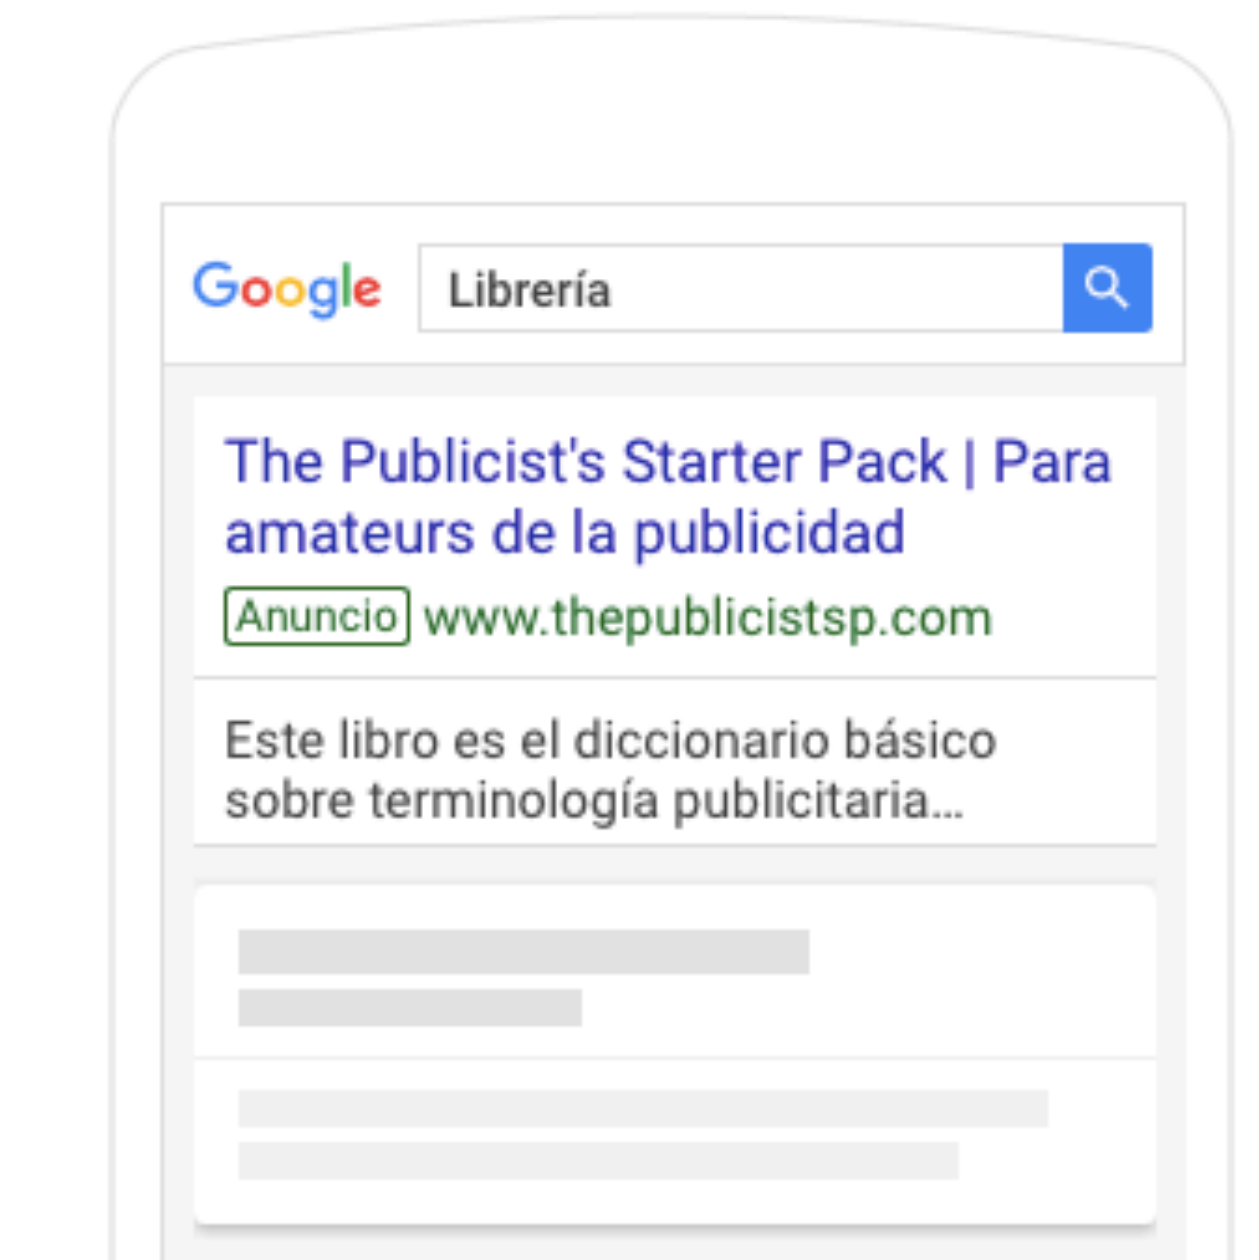 Google Librería
The Publicist's Starter Pack | Para
amateurs de la publicidad
Anuncio www.thepublicistsp.com
Este libro es el diccionario básico
sobre terminología publicitaria...